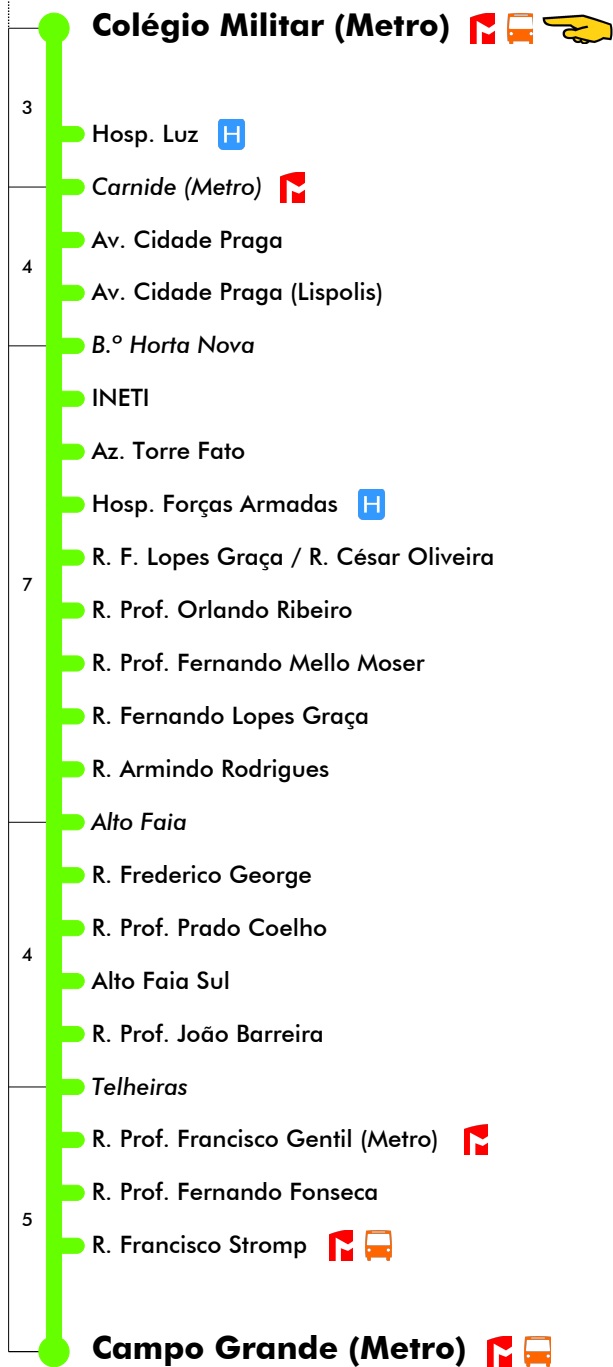 Colégio Militar (Metro)
3
Hosp. Luz H
Carnide (Metro)
Av. Cidade Praga
4
Av. Cidade Praga (Lispolis)
B.º Horta Nova
INETI
Az. Torre Fato
Hosp. Forças Armadas H
R. F. Lopes Graça / R. César Oliveira
7
R. Prof. Orlando Ribeiro
R. Prof. Fernando Mello Moser
R. Fernando Lopes Graça
R. Armindo Rodrigues
Alto Faia
R. Frederico George
R. Prof. Prado Coelho
4
Alto Faia Sul
R. Prof. João Barreira
Telheiras
R. Prof. Francisco Gentil (Metro)
R. Prof. Fernando Fonseca
5
R. Francisco Stromp
Campo Grande (Metro)